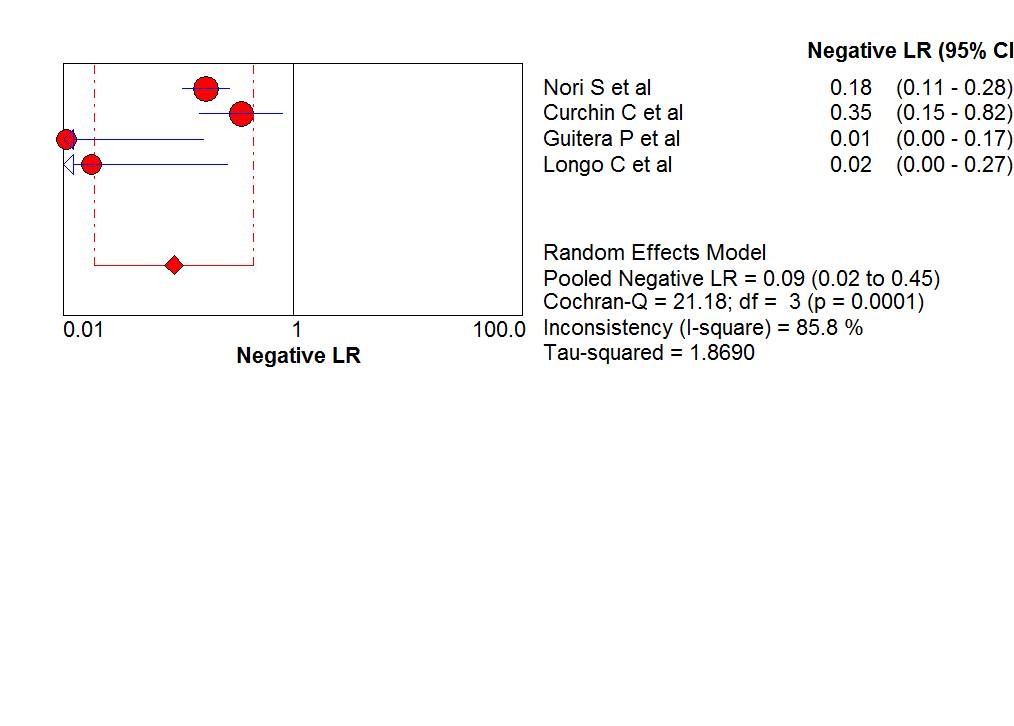 Negative LR (95% CI
Nori S et al 0.18 (0.11 - 0.28)
Curchin C et al 0.35 (0.15 - 0.82)
Guitera P et al 0.01 (0.00 - 0.17)
Longo C et al 0.02 (0.00 - 0.27)
Random Effects Model
Pooled Negative LR = 0.09 (0.02 to 0.45)
Cochran-Q = 21.18; df = 3 (p = 0.0001)
Inconsistency (I-square) = 85.8 %
Tau-squared = 1.8690
0.01 1 100.0
Negative LR